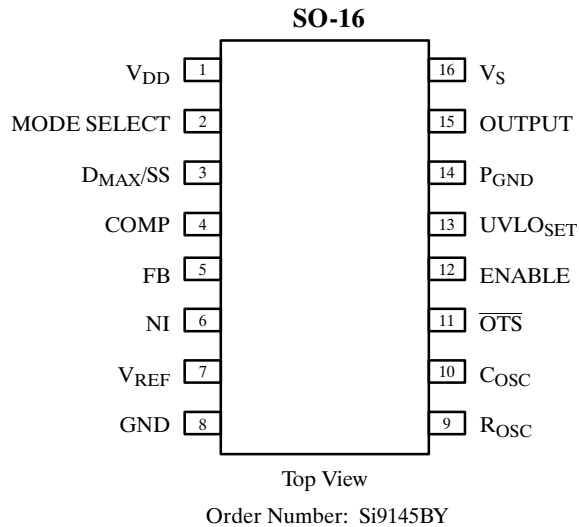 SO-16
V_DD 1 16 V_S
MODE SELECT 2 15 OUTPUT
D_MAX/SS 3 14 P_GND
COMP 4 13 UVLO_SET
FB 5 12 ENABLE
NI 6 11 O̅T̅S̅
V_REF 7 10 C_OSC
GND 8 9 R_OSC
Top View
Order Number: Si9145BY